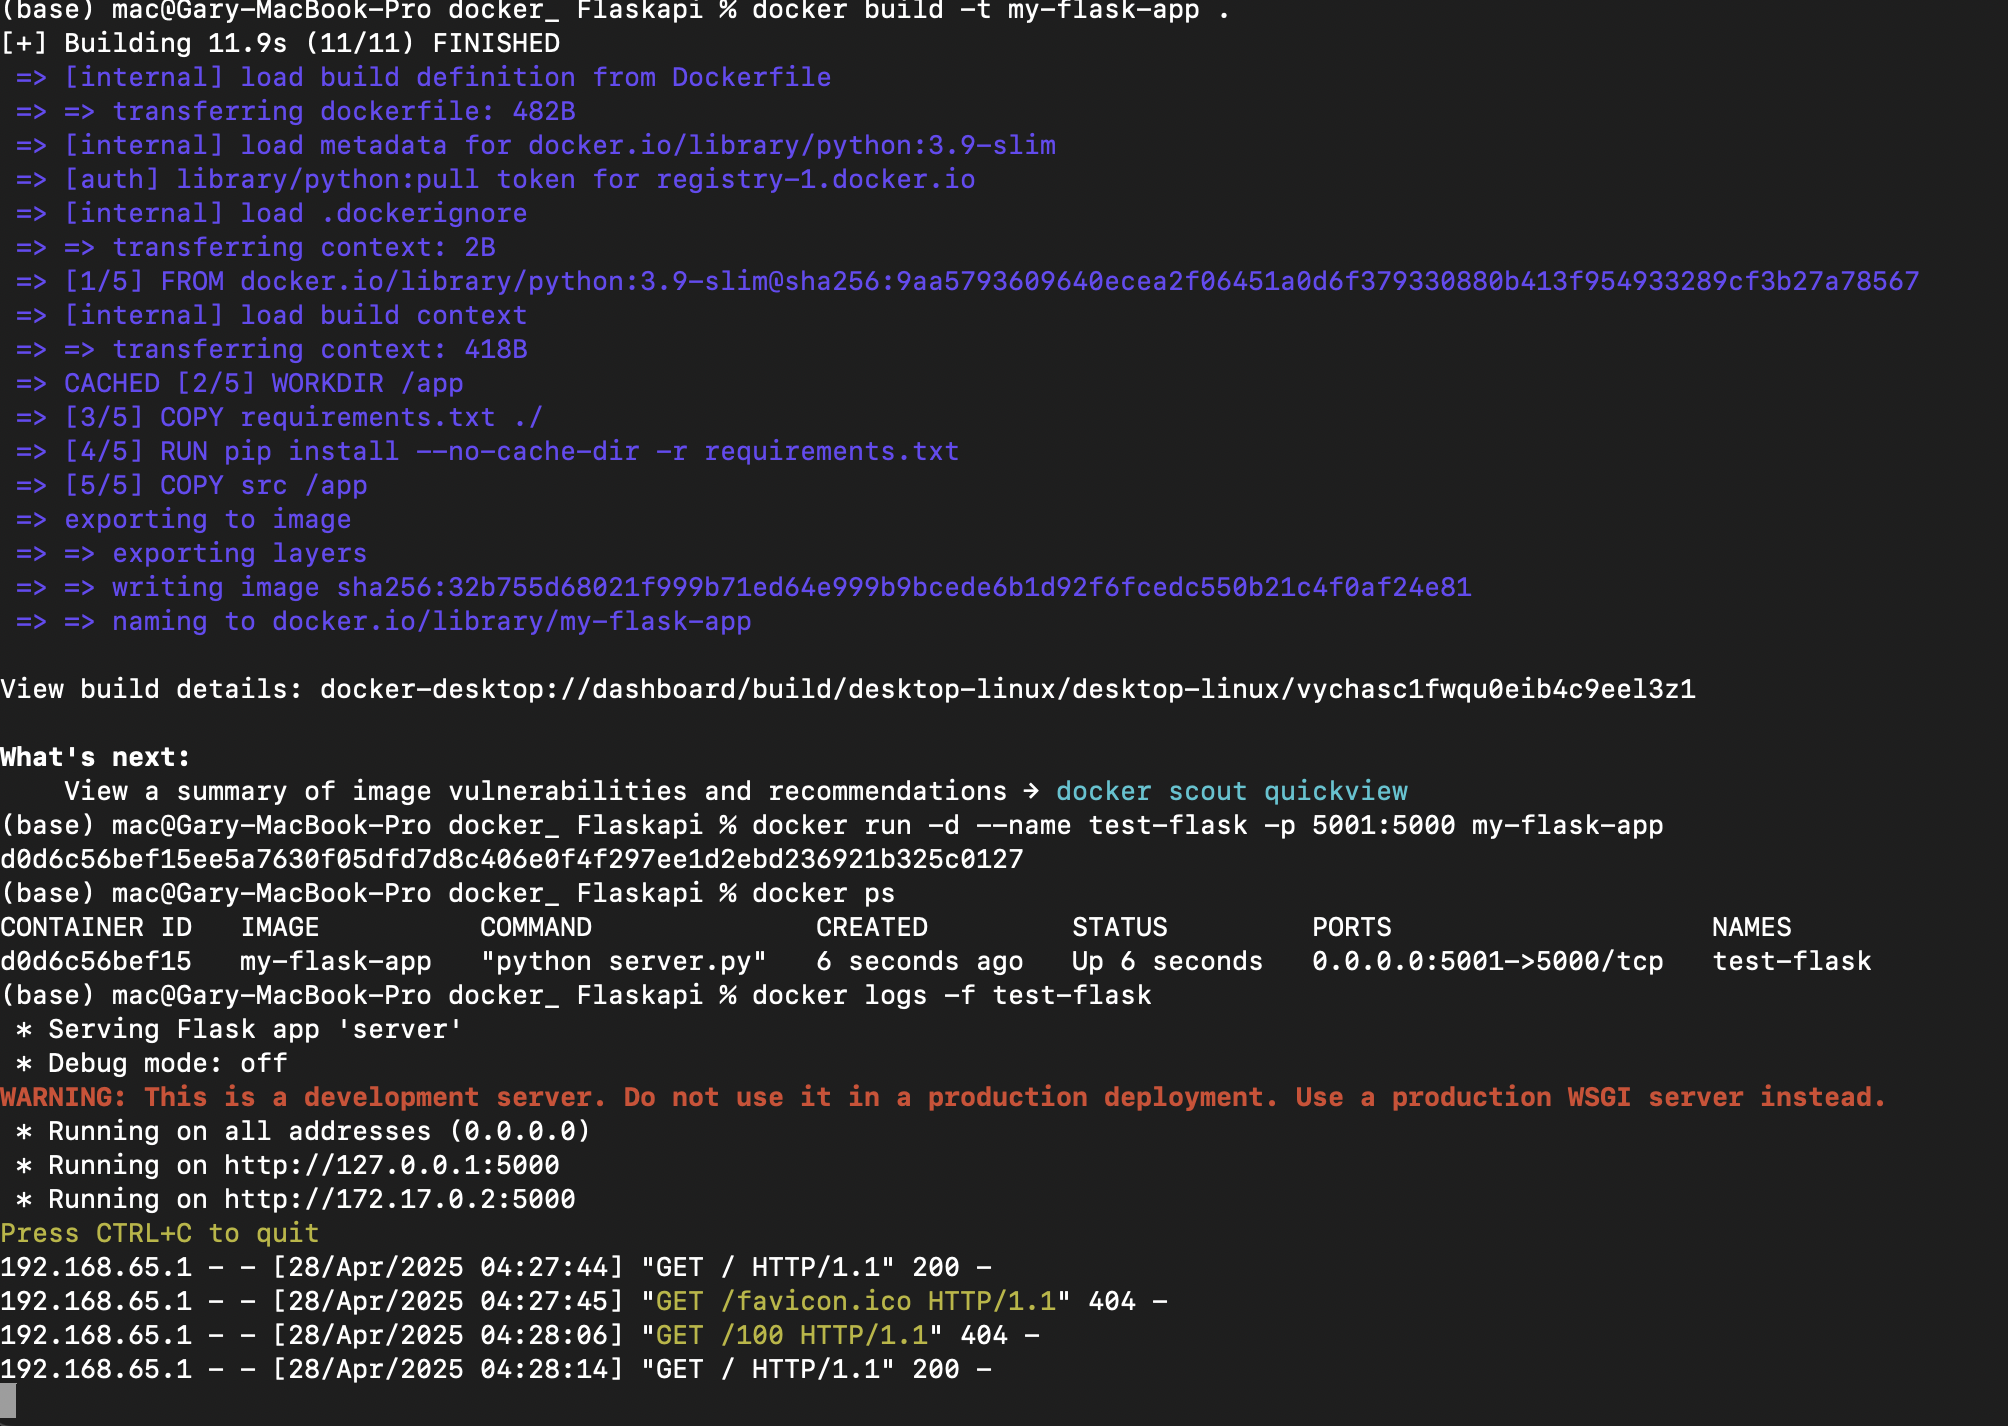 (base) mac@Gary-MacBook-Pro docker_ Flaskapi % docker build -t my-flask-app .
[+] Building 11.9s (11/11) FINISHED
=> [internal] load build definition from Dockerfile
=> => transferring dockerfile: 482B
=> [internal] load metadata for docker.io/library/python:3.9-slim
=> [auth] library/python:pull token for registry-1.docker.io
=> [internal] load .dockerignore
=> => transferring context: 2B
=> [1/5] FROM docker.io/library/python:3.9-slim@sha256:9aa5793609640ecea2f06451a0d6f379330880b413f954933289cf3b27a78567
=> [internal] load build context
=> => transferring context: 418B
=> CACHED [2/5] WORKDIR /app
=> [3/5] COPY requirements.txt ./
=> [4/5] RUN pip install --no-cache-dir -r requirements.txt
=> [5/5] COPY src /app
=> exporting to image
=> => exporting layers
=> => writing image sha256:32b755d68021f999b71ed64e999b9bcede6b1d92f6fcedc550b21c4f0af24e81
=> => naming to docker.io/library/my-flask-app
View build details: docker-desktop://dashboard/build/desktop-linux/desktop-linux/vychasc1fwqu0eib4c9eel3z1
What's next:
View a summary of image vulnerabilities and recommendations → docker scout quickview
(base) mac@Gary-MacBook-Pro docker_ Flaskapi % docker run -d --name test-flask -p 5001:5000 my-flask-app
d0d6c56bef15ee5a7630f05dfd7d8c406e0f4f297ee1d2ebd236921b325c0127
(base) mac@Gary-MacBook-Pro docker_ Flaskapi % docker ps
CONTAINER ID   IMAGE          COMMAND              CREATED         STATUS         PORTS                    NAMES
d0d6c56bef15   my-flask-app   "python server.py"   6 seconds ago   Up 6 seconds   0.0.0.0:5001->5000/tcp   test-flask
(base) mac@Gary-MacBook-Pro docker_ Flaskapi % docker logs -f test-flask
* Serving Flask app 'server'
* Debug mode: off
WARNING: This is a development server. Do not use it in a production deployment. Use a production WSGI server instead.
* Running on all addresses (0.0.0.0)
* Running on http://127.0.0.1:5000
* Running on http://172.17.0.2:5000
Press CTRL+C to quit
192.168.65.1 - - [28/Apr/2025 04:27:44] "GET / HTTP/1.1" 200 -
192.168.65.1 - - [28/Apr/2025 04:27:45] "GET /favicon.ico HTTP/1.1" 404 -
192.168.65.1 - - [28/Apr/2025 04:28:06] "GET /100 HTTP/1.1" 404 -
192.168.65.1 - - [28/Apr/2025 04:28:14] "GET / HTTP/1.1" 200 -